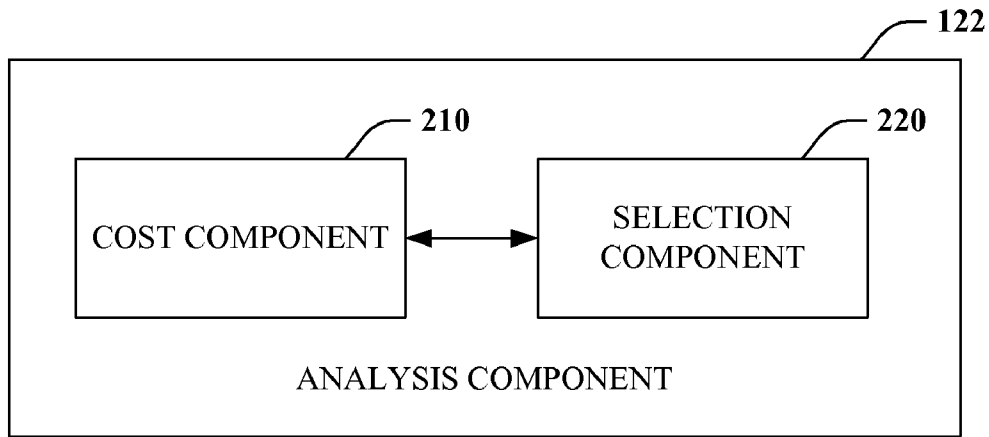 122
210
220
COST COMPONENT
SELECTION
COMPONENT
ANALYSIS COMPONENT